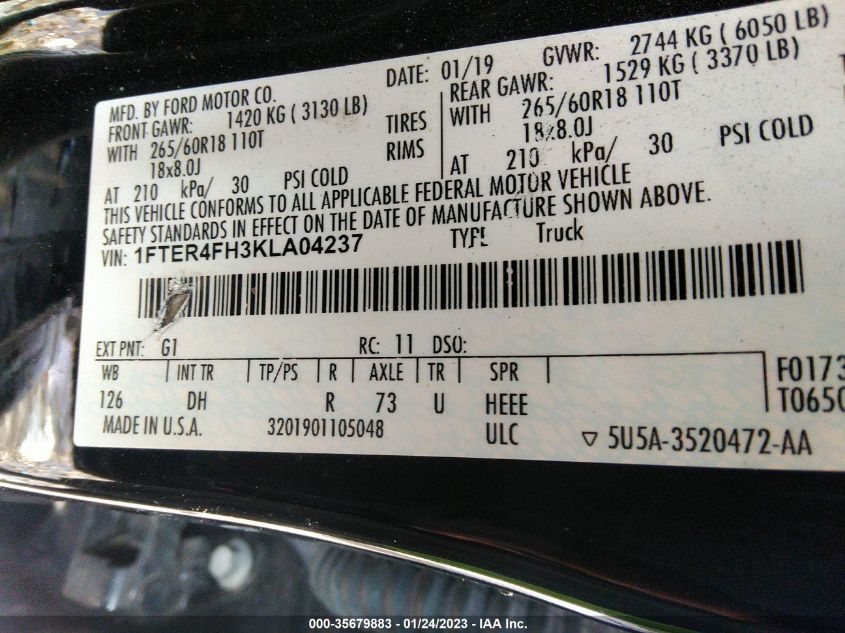 MFD. BY FORD MOTOR CO.
DATE: 01/19 GVWR: 2744 KG ( 6050 LB)
FRONT GAWR: 1420 KG ( 3130 LB)
REAR GAWR: 1529 KG ( 3370 LB)
WITH 265/60R18 110T TIRES
WITH 265/60R18 110T
18x8.0J RIMS
18x8.0J
AT 210 kPa/ 30 PSI COLD
AT 210 kPa/ 30 PSI COLD
THIS VEHICLE CONFORMS TO ALL APPLICABLE FEDERAL MOTOR VEHICLE
SAFETY STANDARDS IN EFFECT ON THE DATE OF MANUFACTURE SHOWN ABOVE.
VIN: 1FTER4FH3KLA04237 TYPE Truck
EXT PNT: G1 RC: 11 DSO:
WB INT TR TP/PS R AXLE TR SPR
126 DH R 73 U HEEE
F0173
T0650
MADE IN U.S.A. 3201901105048 ULC 5U5A-3520472-AA
000-35679883 - 01/24/2023 - IAA Inc.